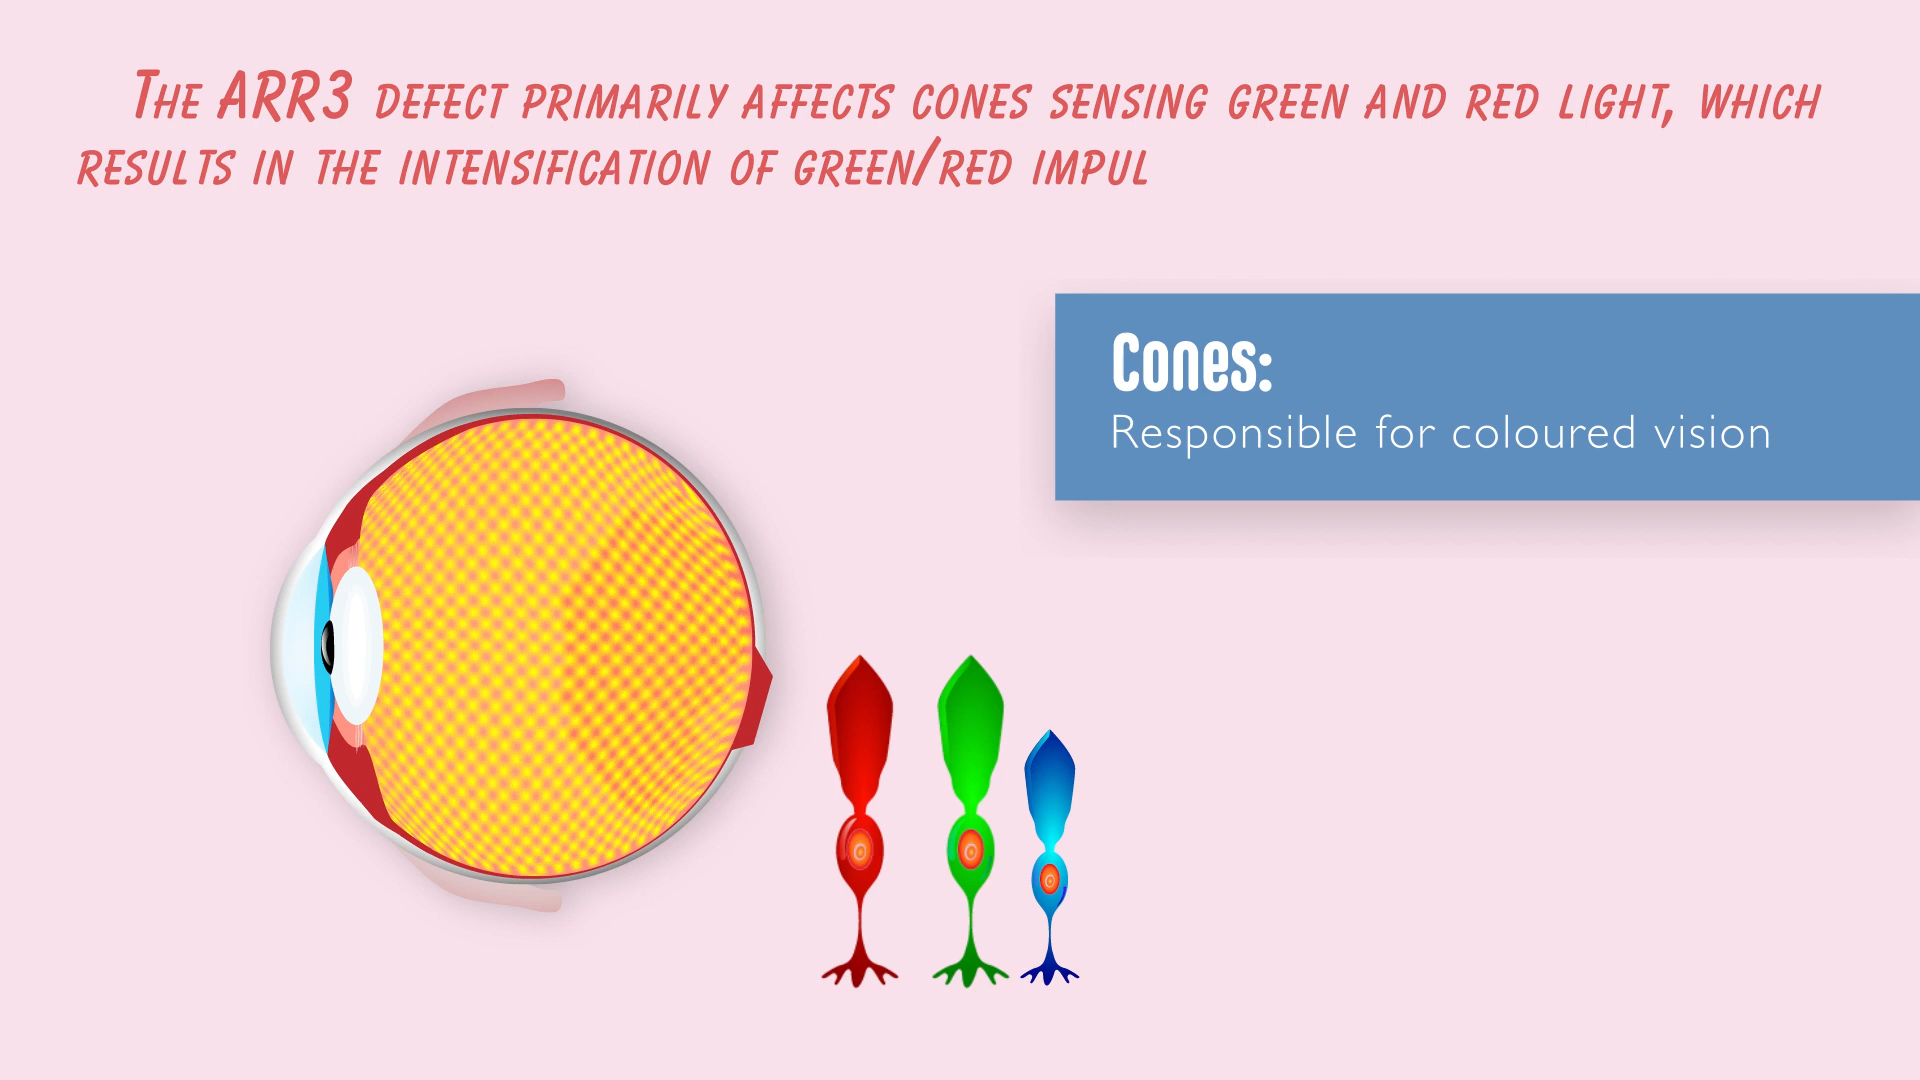 The ARR3 defect primarily affects cones sensing green and red light, which
results in the intensification of green/red impul
Cones:
Responsible for coloured vision